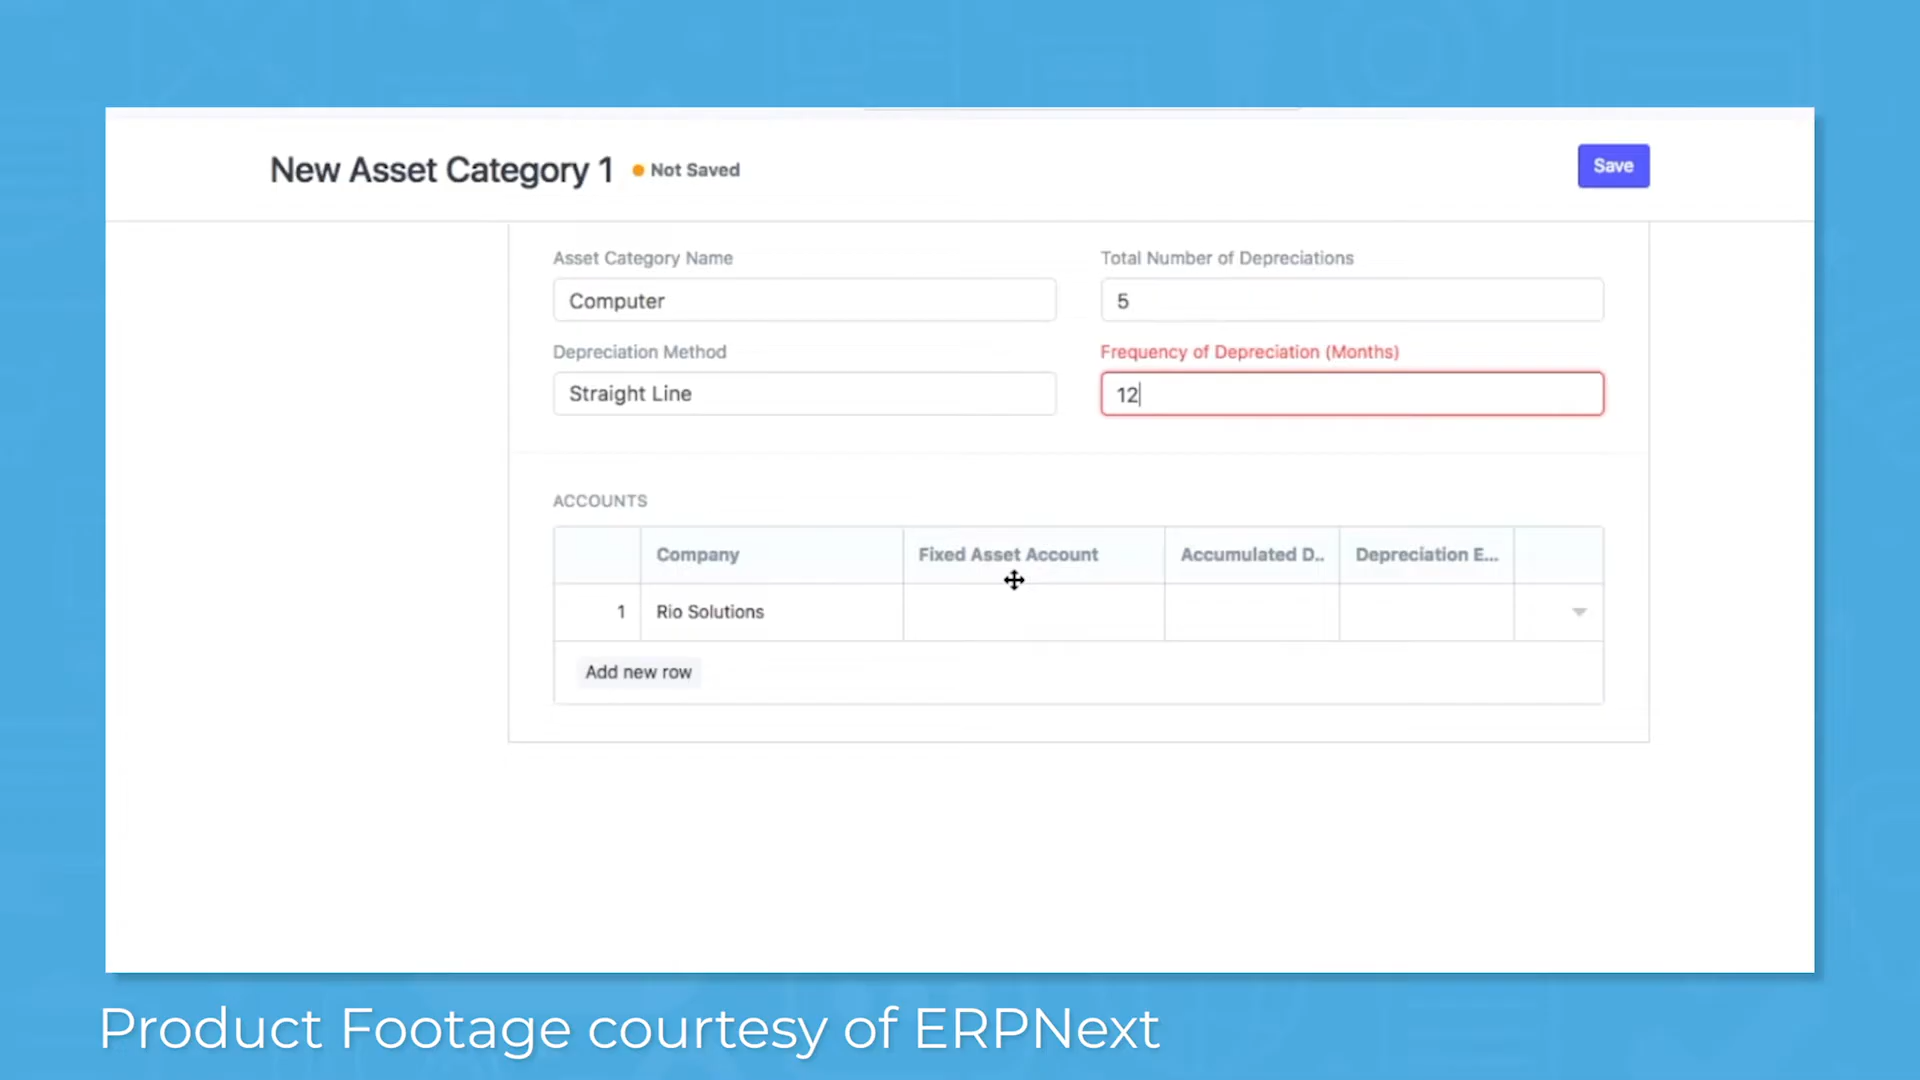 New Asset Category 1 Not Saved Save
Asset Category Name Total Number of Depreciations
Computer 5
Depreciation Method Frequency of Depreciation (Months)
Straight Line 12
ACCOUNTS
Company Fixed Asset Account Accumulated D.. Depreciation E...
1 Rio Solutions
Add new row
Product Footage courtesy of ERPNext